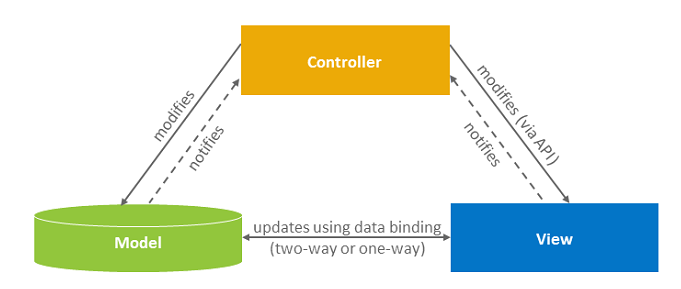 Controller
modifies
notifies
modifies (via API)
notifies
Model
updates using data binding
(two-way or one-way)
View